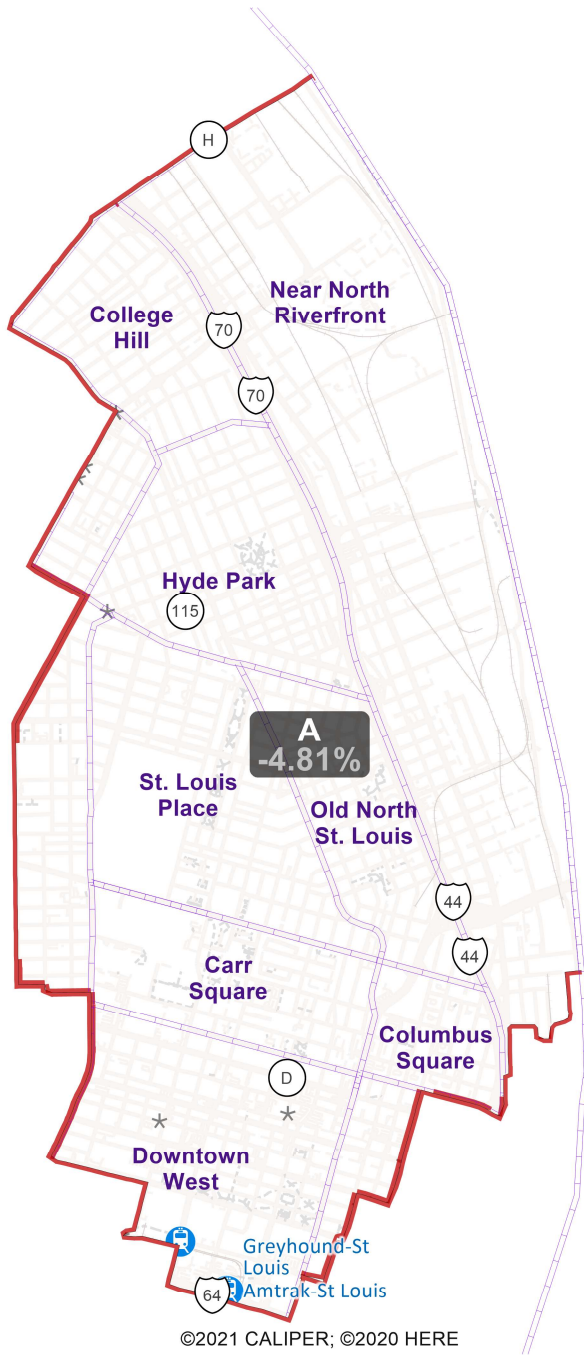 H
Near North
Riverfront
College
Hill
70
70
Hyde Park
115
A
-4.81%
St. Louis
Place
Old North
St. Louis
44
44
Carr
Square
Columbus
Square
D
Downtown
West
Greyhound-St
Louis
Amtrak-St Louis
64
©2021 CALIPER; ©2020 HERE